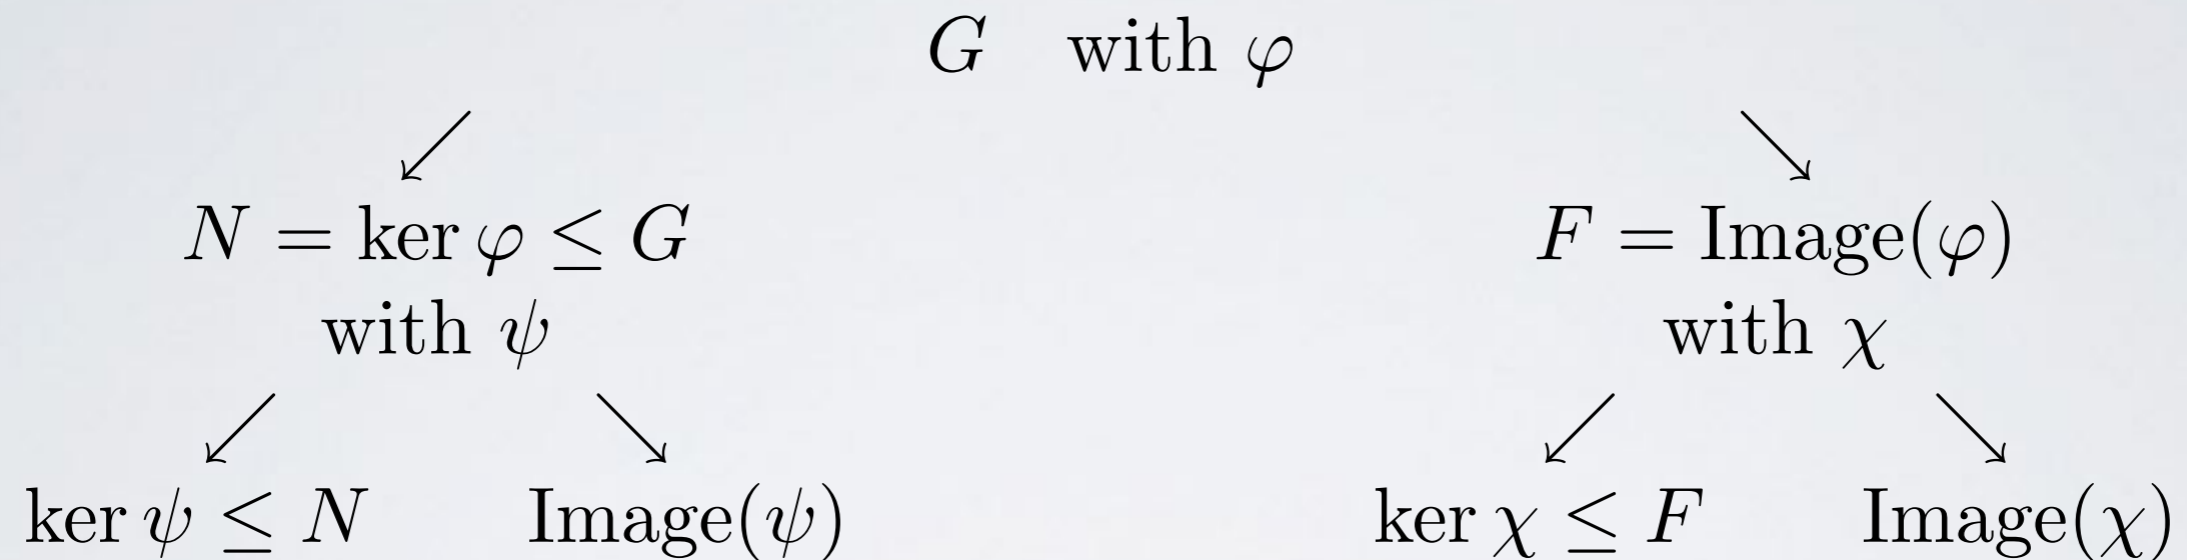 G with φ
N = ker φ ≤ G F = Image(φ)
with ψ with χ
ker ψ ≤ N Image(ψ) ker χ ≤ F Image(χ)